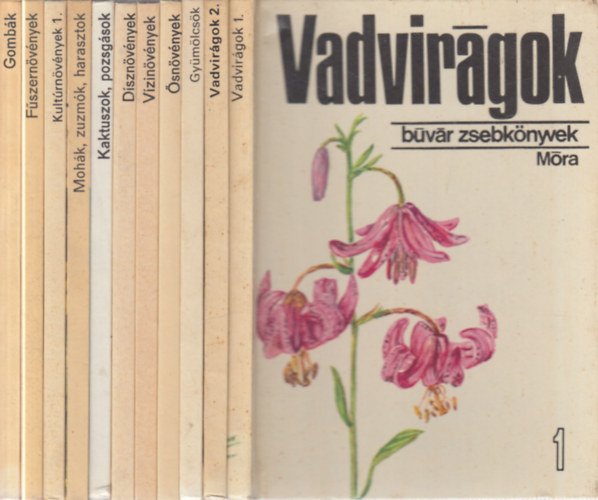 Gombák
Fűszernövények
Kultúrnövények 1.
Mohák, zuzmók, harasztok
Kaktuszok, pozsgások
Dísznövények
Vízinövények
Ősnövények
Gyümölcsök
Vadvirágok 2.
Vadvirágok 1.
Vadvirágok
búvár zsebkönyvek
Móra
1